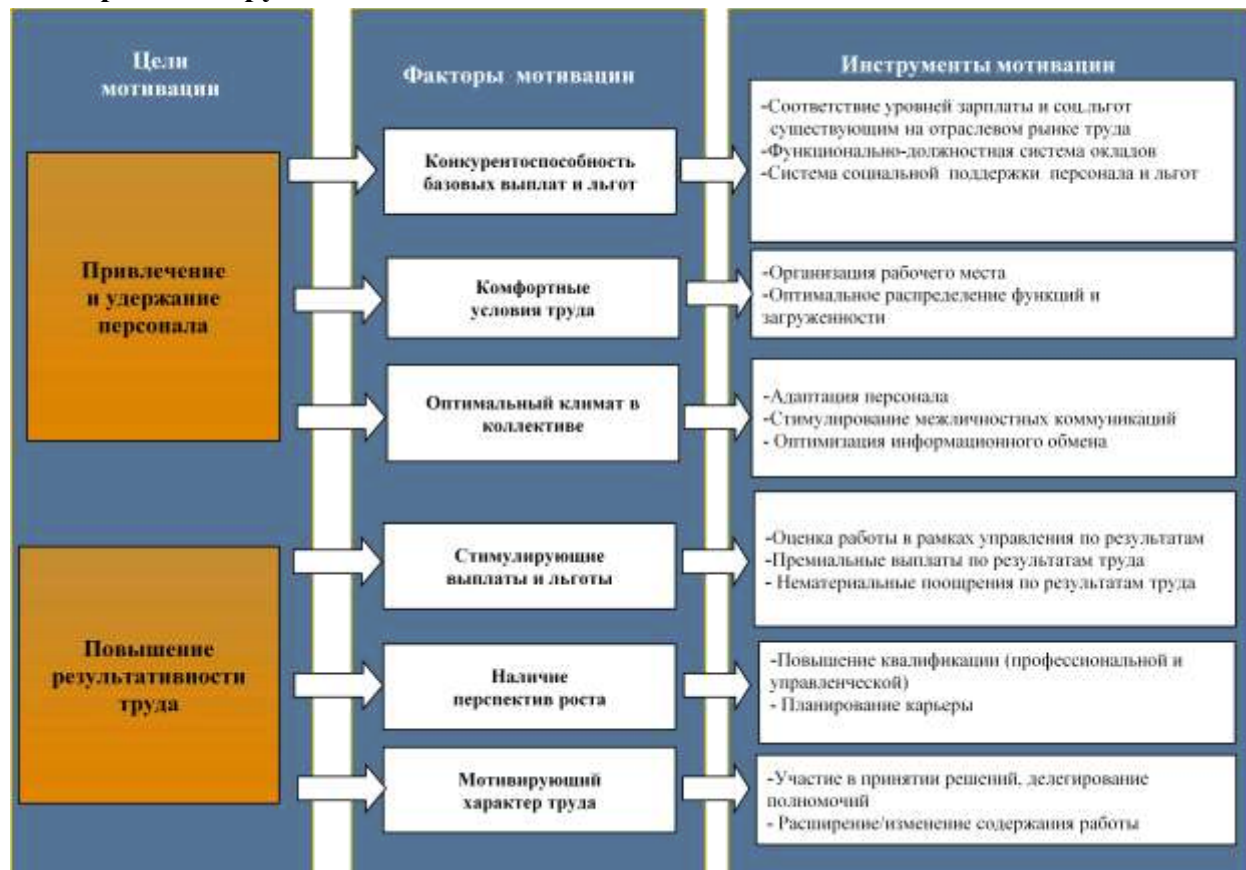 Цели
мотивации
Факторы мотивации
Инструменты мотивации
Привлечение
и удержание
персонала
Конкурентоспособность
базовых выплат и льгот
-Соответствие уровней зарплаты и соц.льгот
существующим на отраслевом рынке труда
-Функционально-должностная система окладов
-Система социальной поддержки персонала и льгот
Комфортные
условия труда
-Организация рабочего места
-Оптимальное распределение функций и
загруженности
Оптимальный климат в
коллективе
-Адаптация персонала
-Стимулирование межличностных коммуникаций
- Оптимизация информационного обмена
Повышение
результативности
труда
Стимулирующие
выплаты и льготы
-Оценка работы в рамках управления по результатам
-Премиальные выплаты по результатам труда
- Нематериальные поощрения по результатам труда
Наличие
перспектив роста
-Повышение квалификации (профессиональной и
управленческой)
- Планирование карьеры
Мотивирующий
характер труда
-Участие в принятии решений, делегирование
полномочий
- Расширение/изменение содержания работы